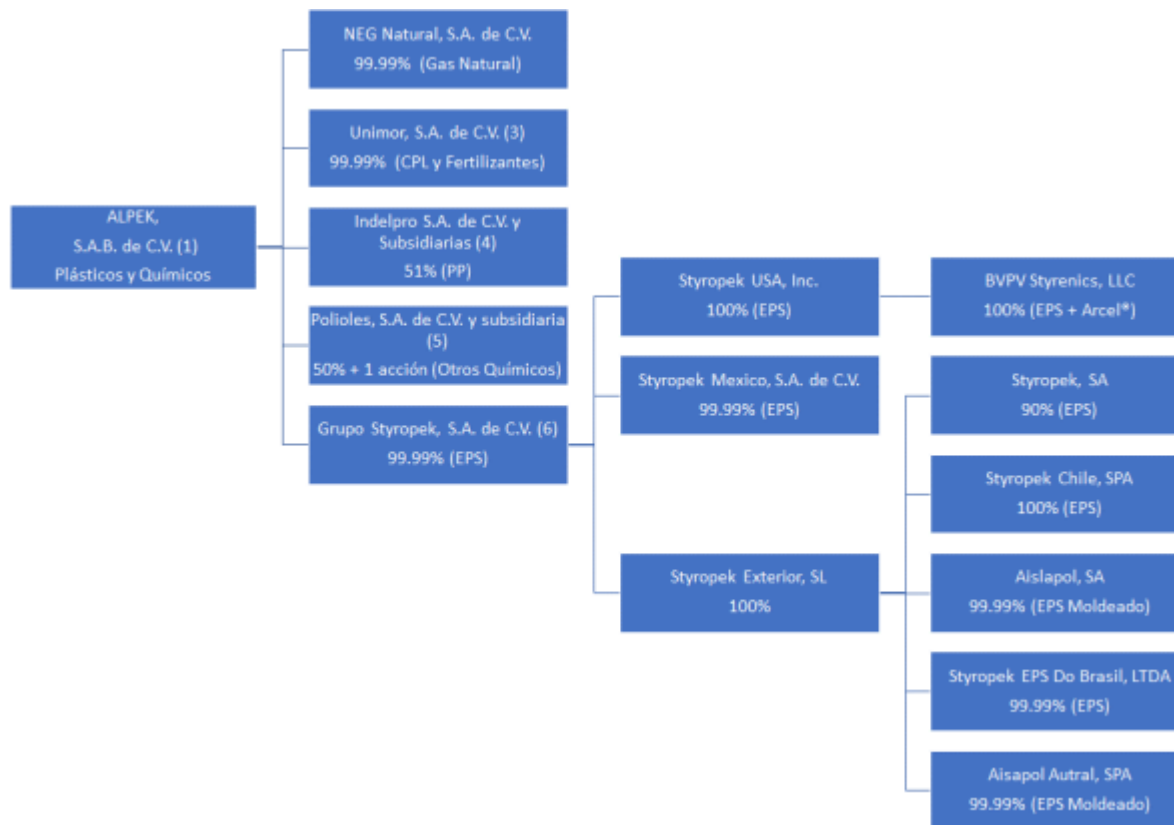 NEG Natural, S.A. de C.V.
99.99% (Gas Natural)
Unimor, S.A. de C.V. (3)
99.99% (CPL y Fertilizantes)
ALPEK,
S.A.B. de C.V. (1)
Plásticos y Químicos
Indelpro S.A. de C.V. y
Subsidiarias (4)
51% (PP)
Polioles, S.A. de C.V. y subsidiaria
(5)
50% + 1 acción (Otros Químicos)
Grupo Styropek, S.A. de C.V. (6)
99.99% (EPS)
Styropek USA, Inc.
100% (EPS)
Styropek Mexico, S.A. de C.V.
99.99% (EPS)
Styropek Exterior, SL
100%
BVPV Styrenics, LLC
100% (EPS + Arcel®)
Styropek, SA
90% (EPS)
Styropek Chile, SPA
100% (EPS)
Aislapol, SA
99.99% (EPS Moldeado)
Styropek EPS Do Brasil, LTDA
99.99% (EPS)
Aisapol Autral, SPA
99.99% (EPS Moldeado)